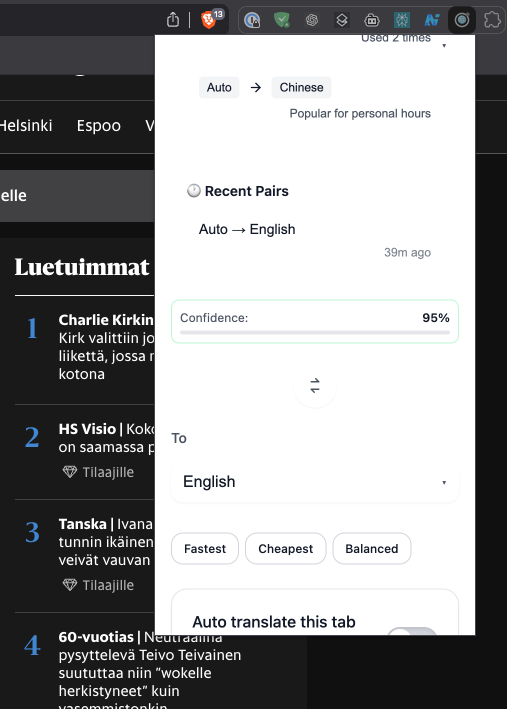 13
Used 2 times
Auto → Chinese
Popular for personal hours
Helsinki Espoo V
elle
Recent Pairs
Auto → English
39m ago
Confidence: 95%
To
English
Fastest Cheapest Balanced
Auto translate this tab
Luetuimmat
1
Charlie Kirkin
Kirk valittiin jo
liikettä, jossa
kotona
2
HS Visio | Koko
on saamassa p
Tilaajille
3
Tanska | Ivana
tunnin ikäinen
veivät vauvan
Tilaajille
4
60-vuotias | Neutraalina
pysyttelevä Teivo Teivainen
suututtaa niin ”wokelle
herkistyneet” kuin
vasemmistonkin